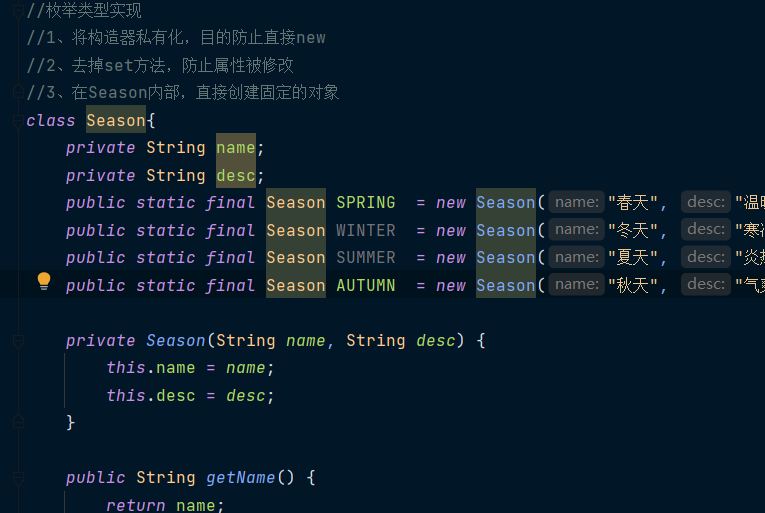 //枚举类型实现
//1、将构造器私有化，目的防止直接new
//2、去掉set方法，防止属性被修改
//3、在Season内部，直接创建固定的对象
class Season{
    private String name;
    private String desc;
    public static final Season SPRING  = new Season( name: "春天", desc: "温
    public static final Season WINTER  = new Season( name: "冬天", desc: "寒
    public static final Season SUMMER  = new Season( name: "夏天", desc: "炎
    public static final Season AUTUMN  = new Season( name: "秋天", desc: "气
    private Season(String name, String desc) {
        this.name = name;
        this.desc = desc;
    }
    public String getName() {
        return name;